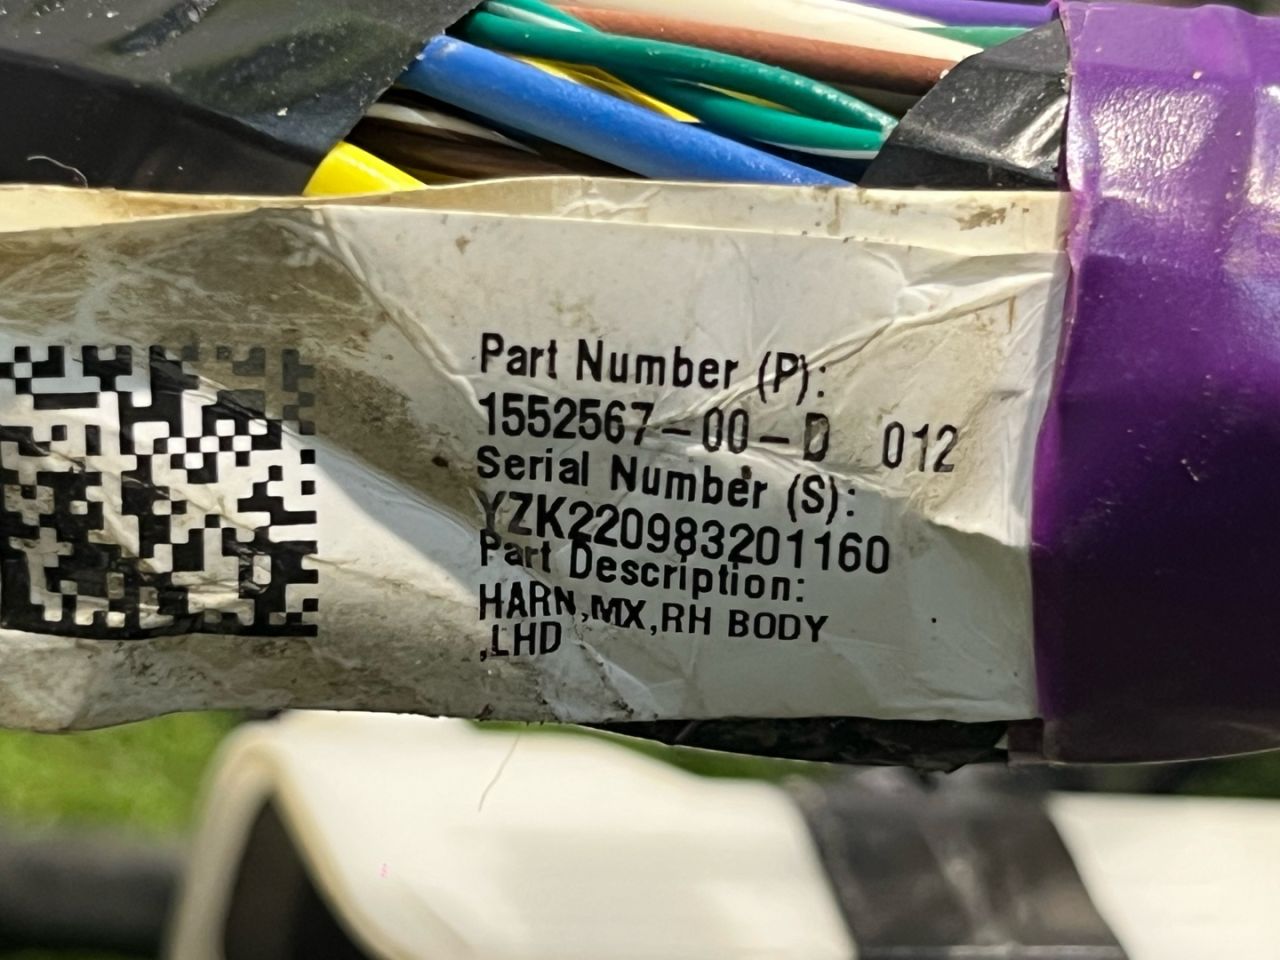 Part Number (P):
1552567-00-D 012
Serial Number (S):
YZK220983201160
Part Description:
HARN,MX,RH BODY
,LHD